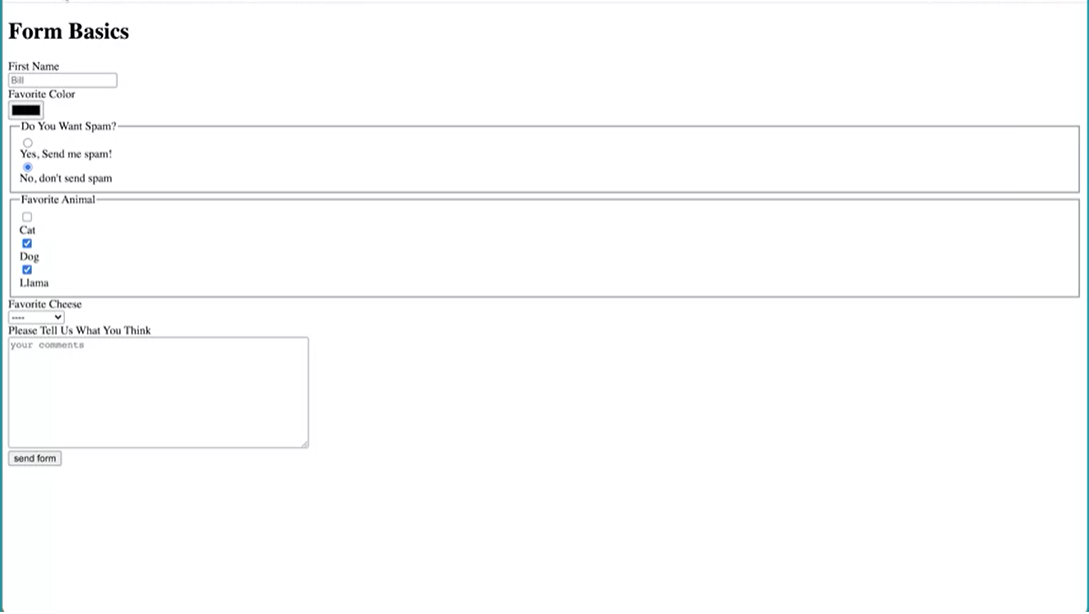 Form Basics
First Name
Bill
Favorite Color
Do You Want Spam?
Yes, Send me spam!
No, don't send spam
Favorite Animal
Cat
Dog
Llama
Favorite Cheese
----
Please Tell Us What You Think
your comments
send form